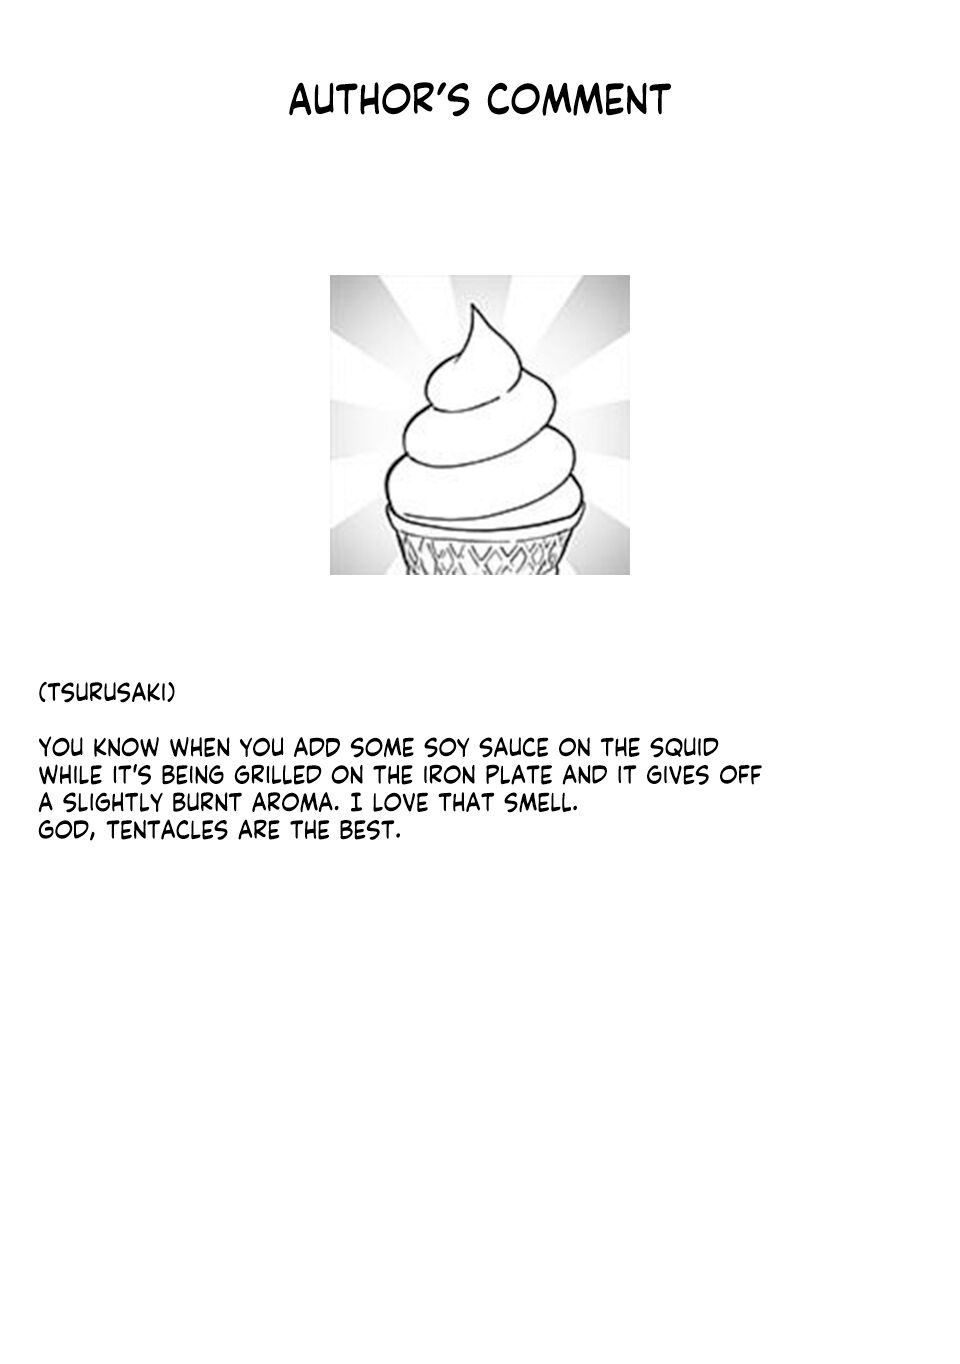 AUTHOR'S COMMENT
(TSURUSAKI)
YOU KNOW WHEN YOU ADD SOME SOY SAUCE ON THE SQUID
WHILE IT'S BEING GRILLED ON THE IRON PLATE AND IT GIVES OFF
A SLIGHTLY BURNT AROMA. I LOVE THAT SMELL.
GOD, TENTACLES ARE THE BEST.